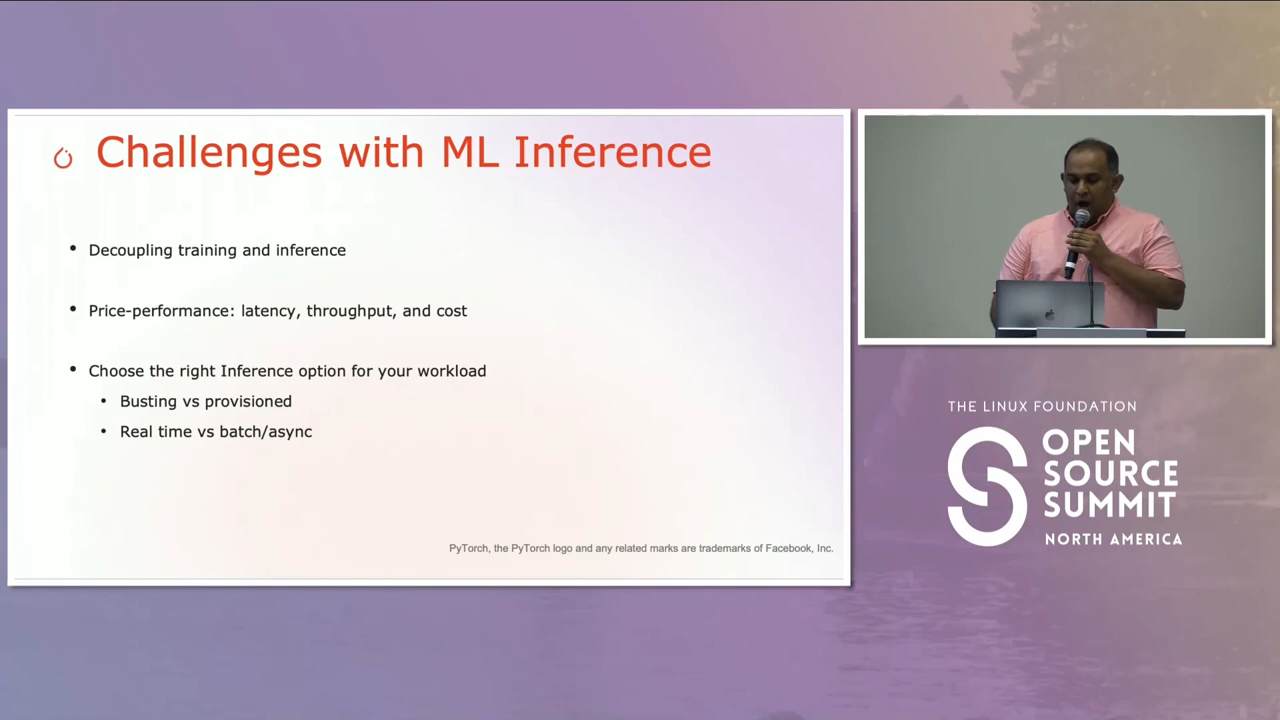 Challenges with ML Inference
• Decoupling training and inference
• Price-performance: latency, throughput, and cost
• Choose the right Inference option for your workload
• Busting vs provisioned
• Real time vs batch/async
PyTorch, the PyTorch logo and any related marks are trademarks of Facebook, Inc.
THE LINUX FOUNDATION
OPEN
SOURCE
SUMMIT
NORTH AMERICA